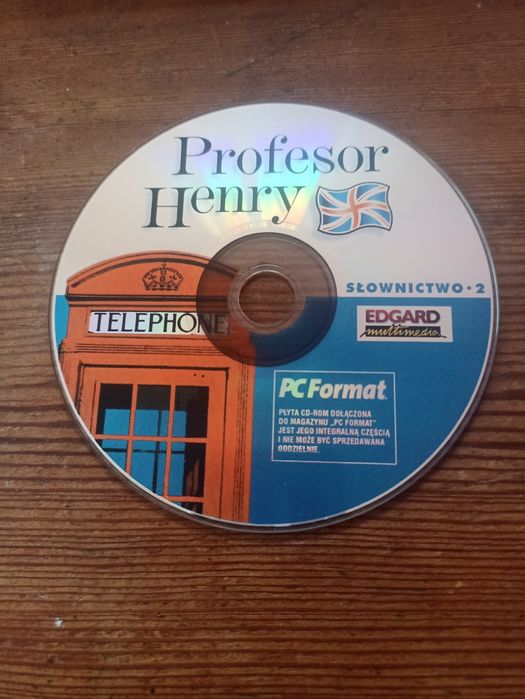 Profesor
Henry
SŁOWNICTWO · 2
TELEPHONE
EDGARD
multimedia
PC Format
PŁYTA CD-ROM DOŁĄCZONA
DO MAGAZYNU „PC FORMAT”
JEST JEGO INTEGRALNĄ CZĘŚCIĄ
I NIE MOŻE BYĆ SPRZEDAWANA
ODDZIELNIE.